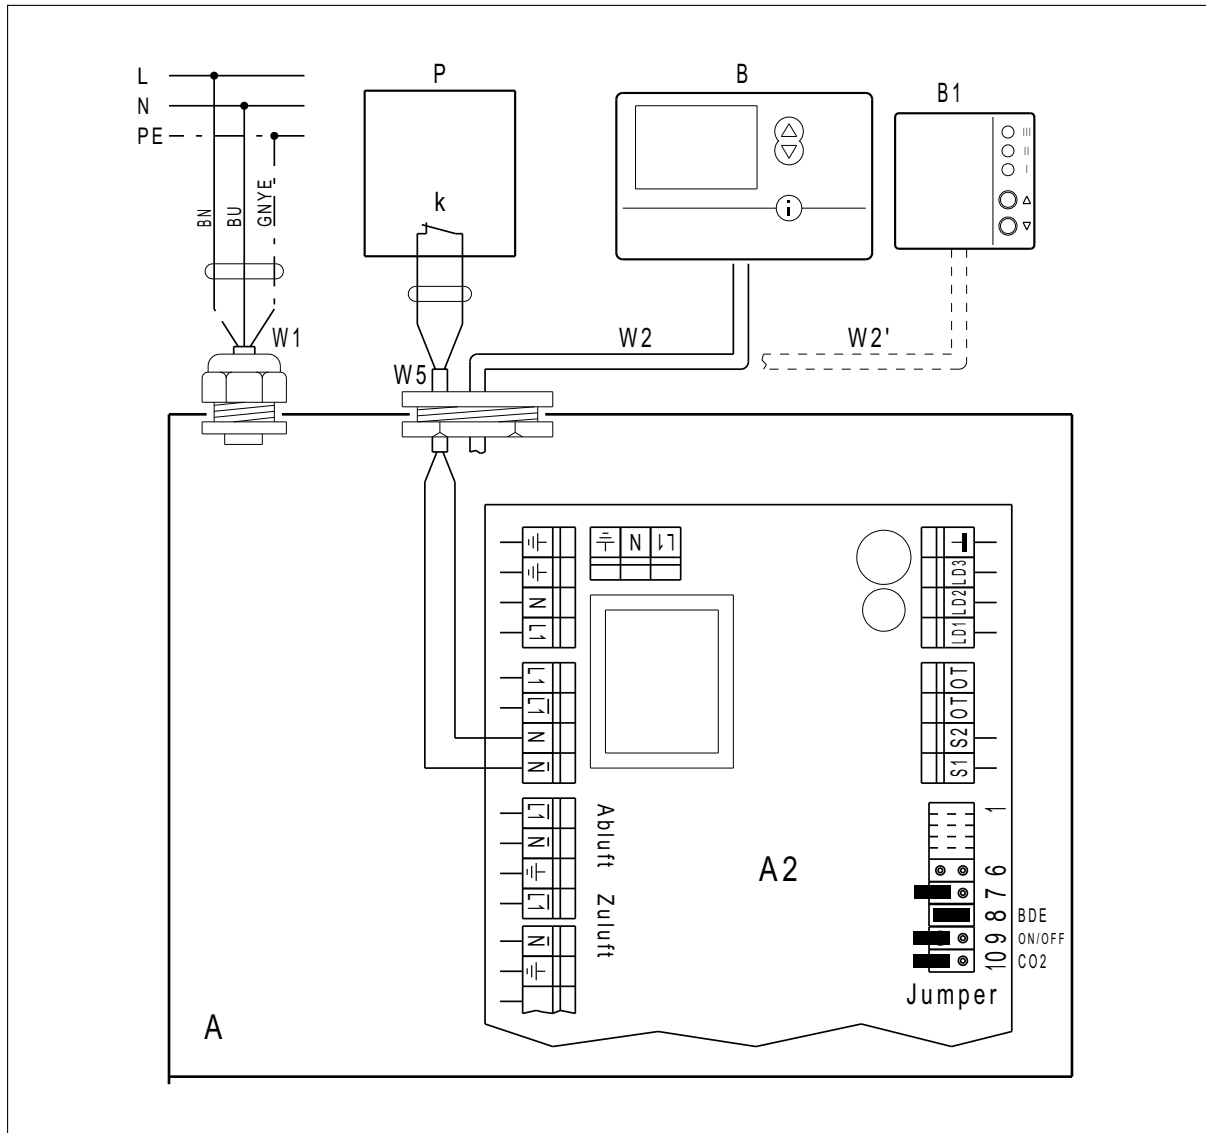 L
N
PE
BN
BU
GNYE
W1
P
k
W5
B
i
W2
B1
III
II
I
W2'
L1
N
N
L1
L1
L1
N
N
L1
N
L1
N
Abluft
Zuluft
A2
LD3
LD2
LD1
OT
OT
S2
S1
1
6
7
8 BDE
9 ON/OFF
10 CO2
Jumper
A